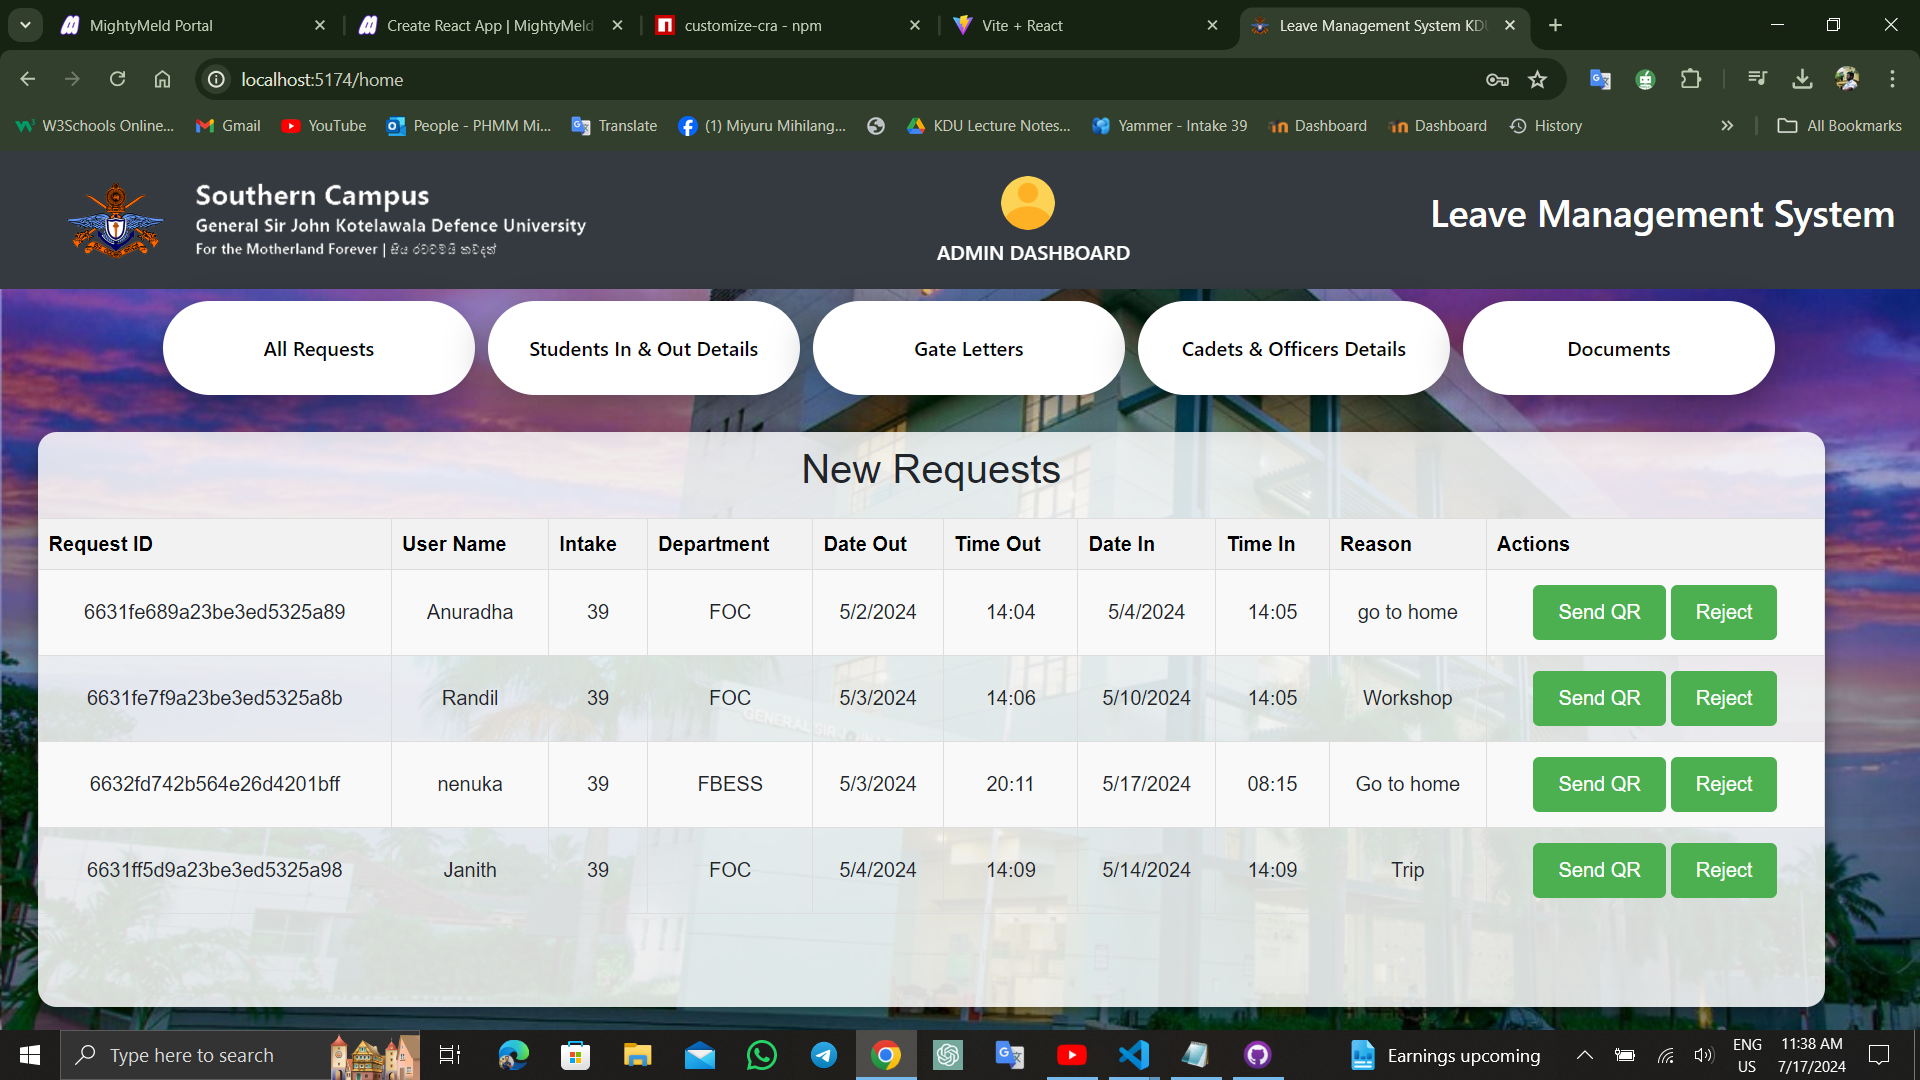 MightyMeld Portal
Create React App | MightyMeld
customize-cra - npm
Vite + React
Leave Management System KDU
localhost:5174/home
W3Schools Online...
Gmail
YouTube
People - PHMM Mi...
Translate
(1) Miyuru Mihilang...
KDU Lecture Notes...
Yammer - Intake 39
Dashboard
Dashboard
History
All Bookmarks
Southern Campus
General Sir John Kotelawala Defence University
For the Motherland Forever |
ADMIN DASHBOARD
Leave Management System
All Requests
Students In & Out Details
Gate Letters
Cadets & Officers Details
Documents
New Requests
Request ID User Name Intake Department Date Out Time Out Date In Time In Reason Actions
6631fe689a23be3ed5325a89 Anuradha 39 FOC 5/2/2024 14:04 5/4/2024 14:05 go to home Send QR Reject
6631fe7f9a23be3ed5325a8b Randil 39 FOC 5/3/2024 14:06 5/10/2024 14:05 Workshop Send QR Reject
6632fd742b564e26d4201bff nenuka 39 FBESS 5/3/2024 20:11 5/17/2024 08:15 Go to home Send QR Reject
6631ff5d9a23be3ed5325a98 Janith 39 FOC 5/4/2024 14:09 5/14/2024 14:09 Trip Send QR Reject
GENERAL SIR JOHN
Type here to search
Earnings upcoming
ENG
US
11:38 AM
7/17/2024